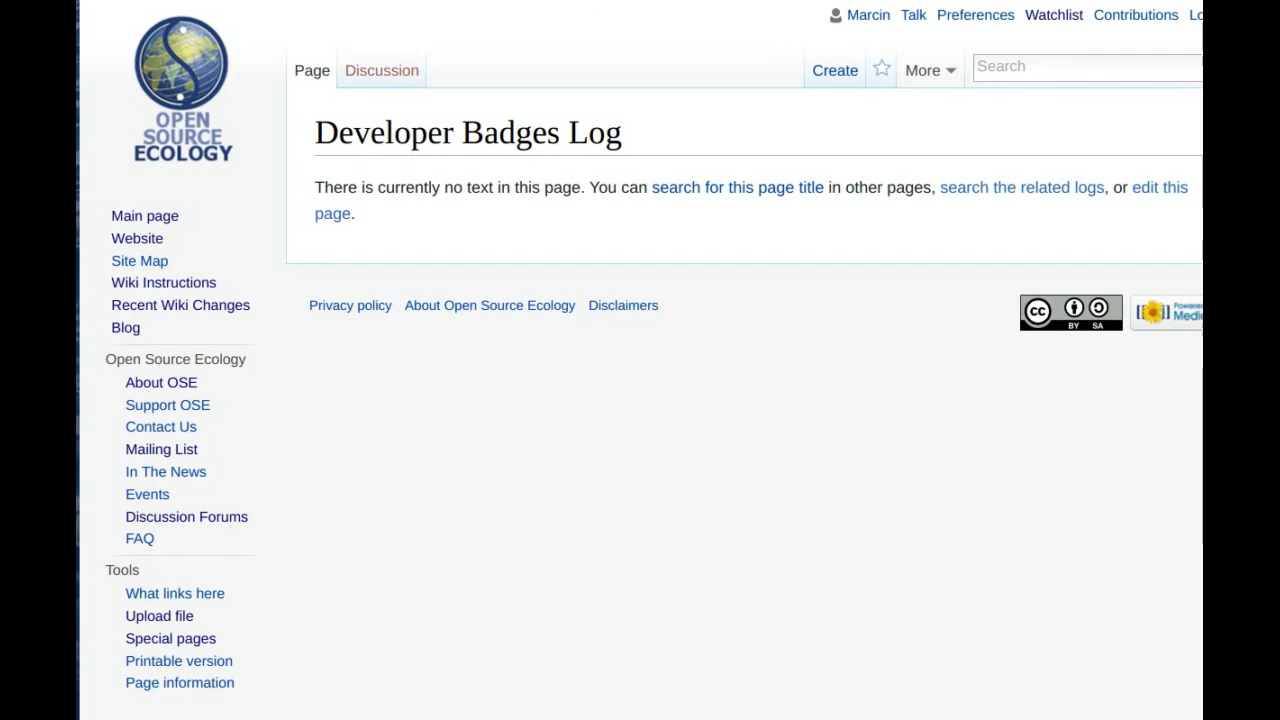 Marcin Talk Preferences Watchlist Contributions Lo
Page Discussion Create More Search
OPEN
SOURCE
ECOLOGY
Developer Badges Log
There is currently no text in this page. You can search for this page title in other pages, search the related logs, or edit this
page.
Main page
Website
Site Map
Wiki Instructions
Recent Wiki Changes
Blog
Privacy policy About Open Source Ecology Disclaimers
cc BY SA
Powered
Medi
Open Source Ecology
About OSE
Support OSE
Contact Us
Mailing List
In The News
Events
Discussion Forums
FAQ
Tools
What links here
Upload file
Special pages
Printable version
Page information